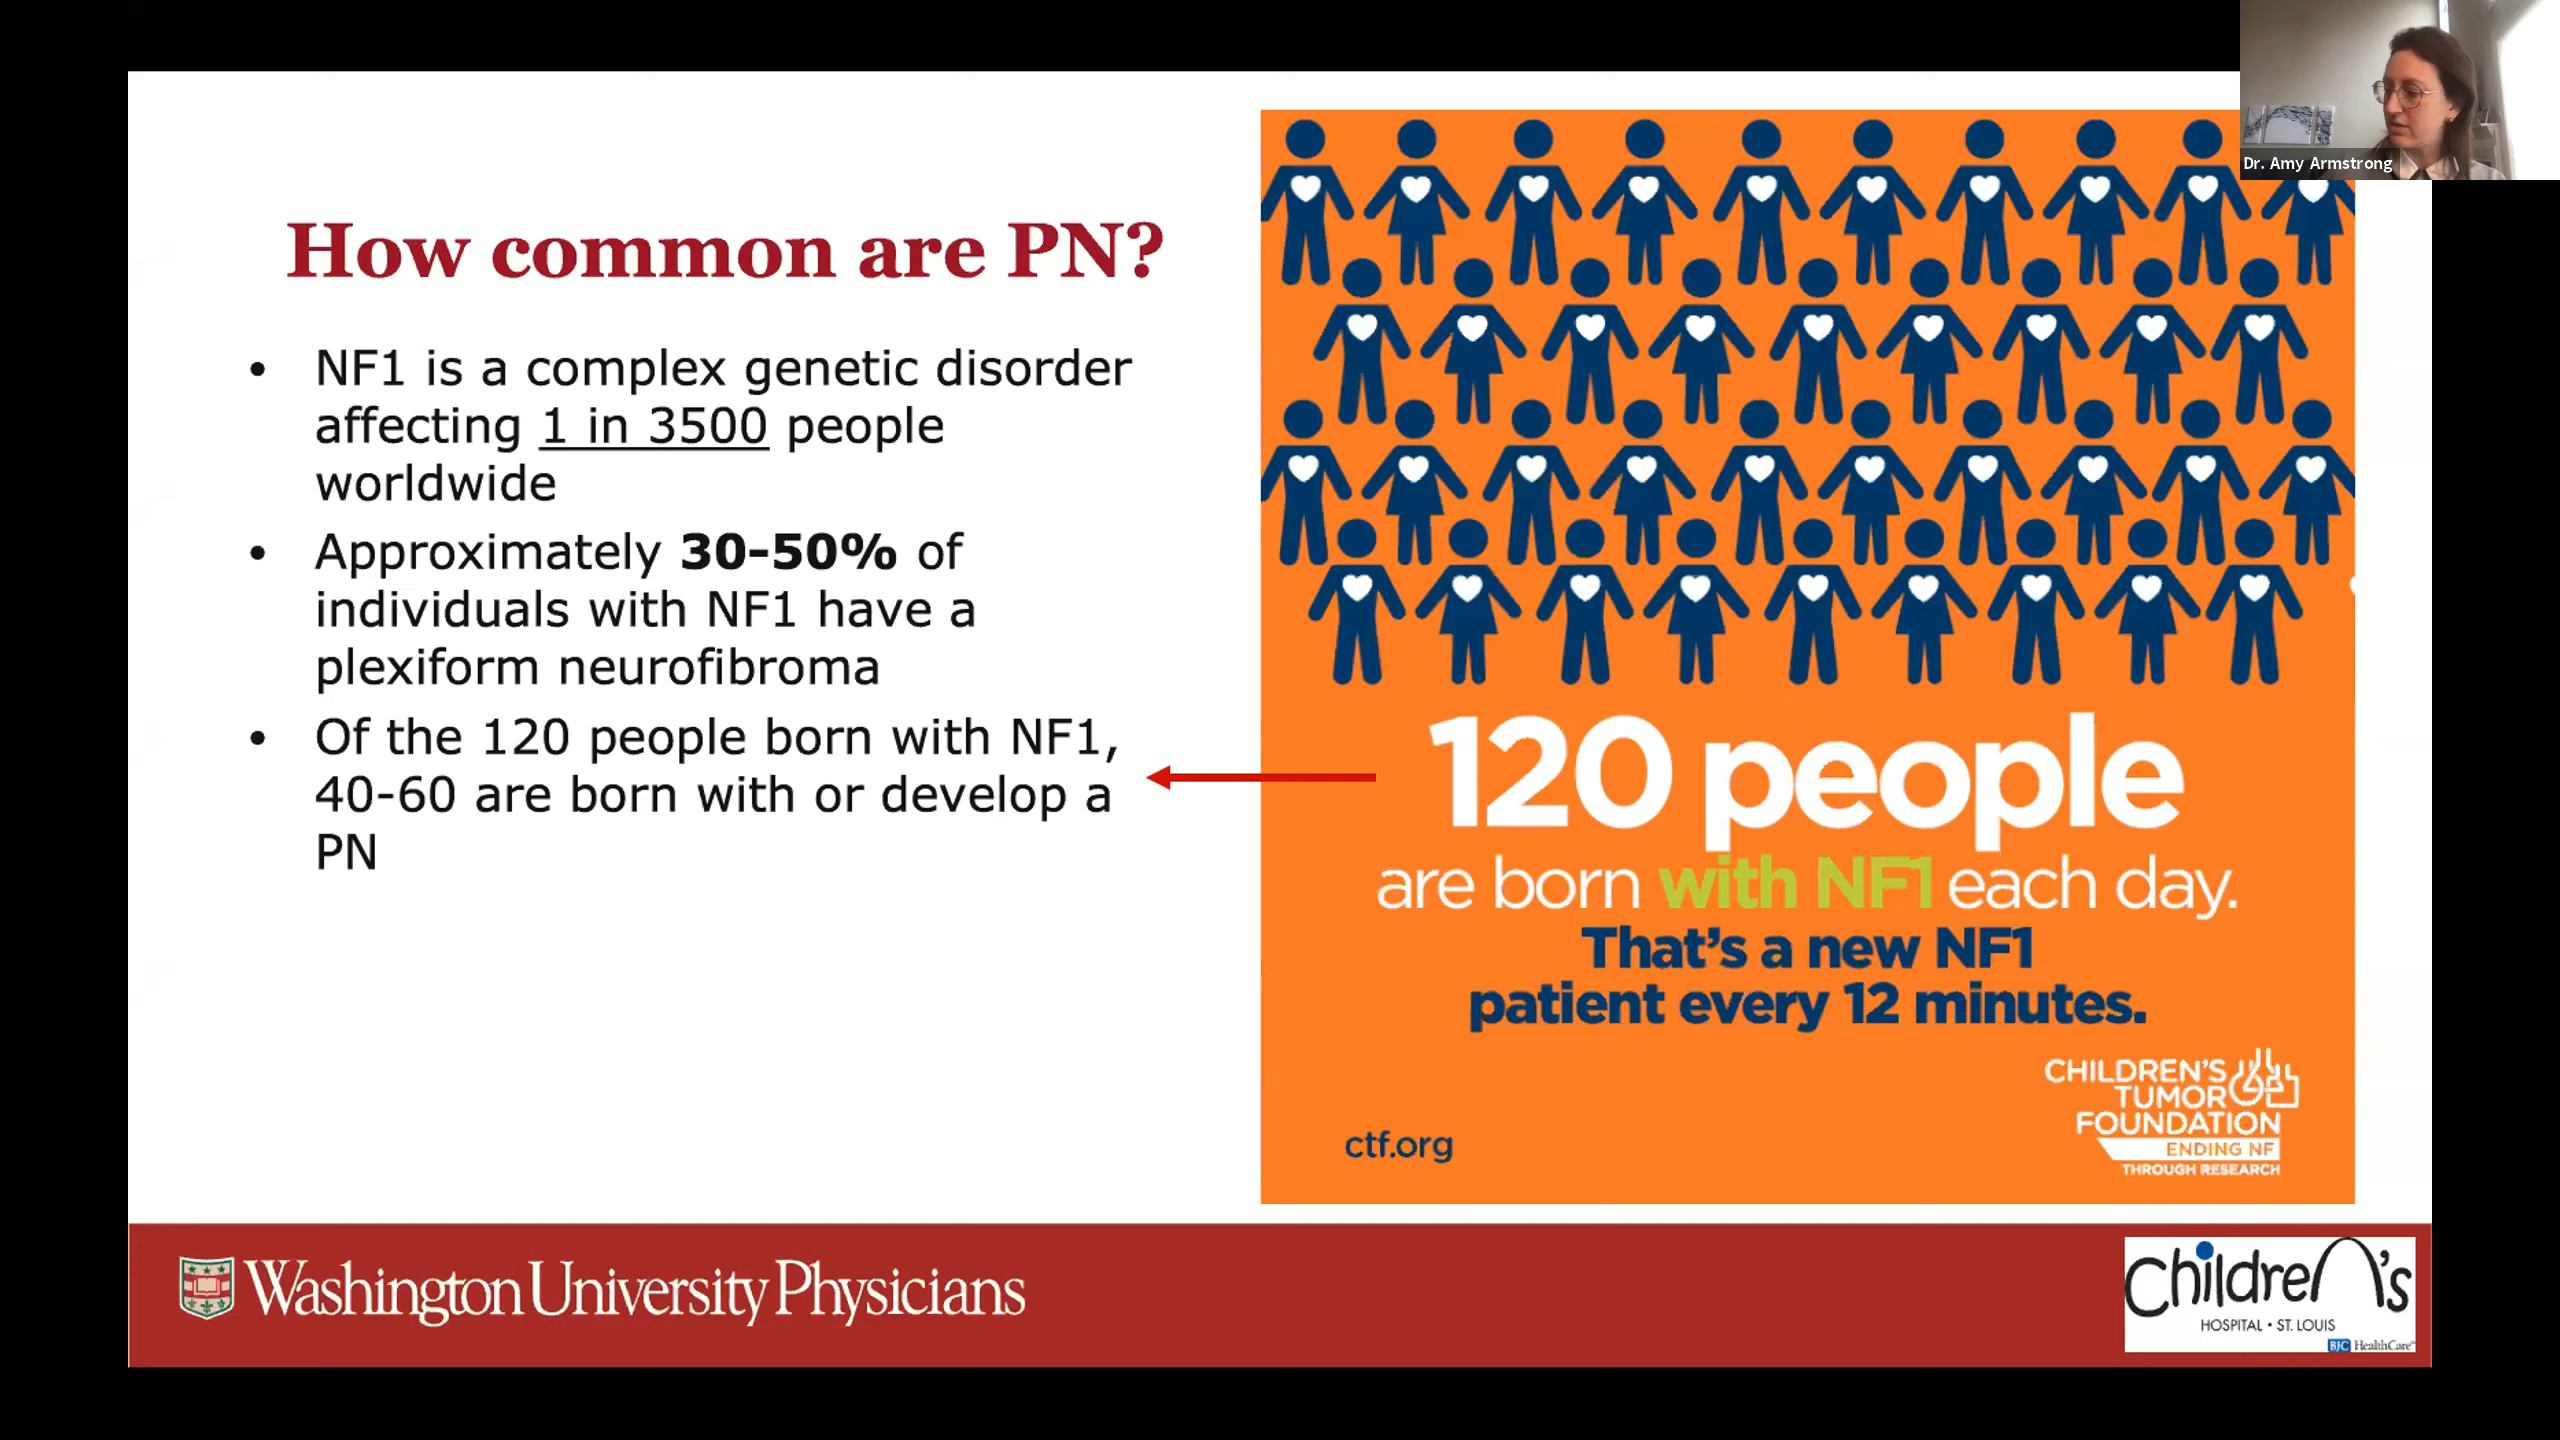 Dr. Amy Armstrong
How common are PN?
• NF1 is a complex genetic disorder
affecting 1 in 3500 people
worldwide
• Approximately 30-50% of
individuals with NF1 have a
plexiform neurofibroma
• Of the 120 people born with NF1,
40-60 are born with or develop a
PN
120 people
are born with NF1 each day.
That's a new NF1
patient every 12 minutes.
ctf.org
CHILDREN'S
TUMOR
FOUNDATION
ENDING NF
THROUGH RESEARCH
Washington University Physicians
Children's
HOSPITAL • ST. LOUIS
BJC HealthCare